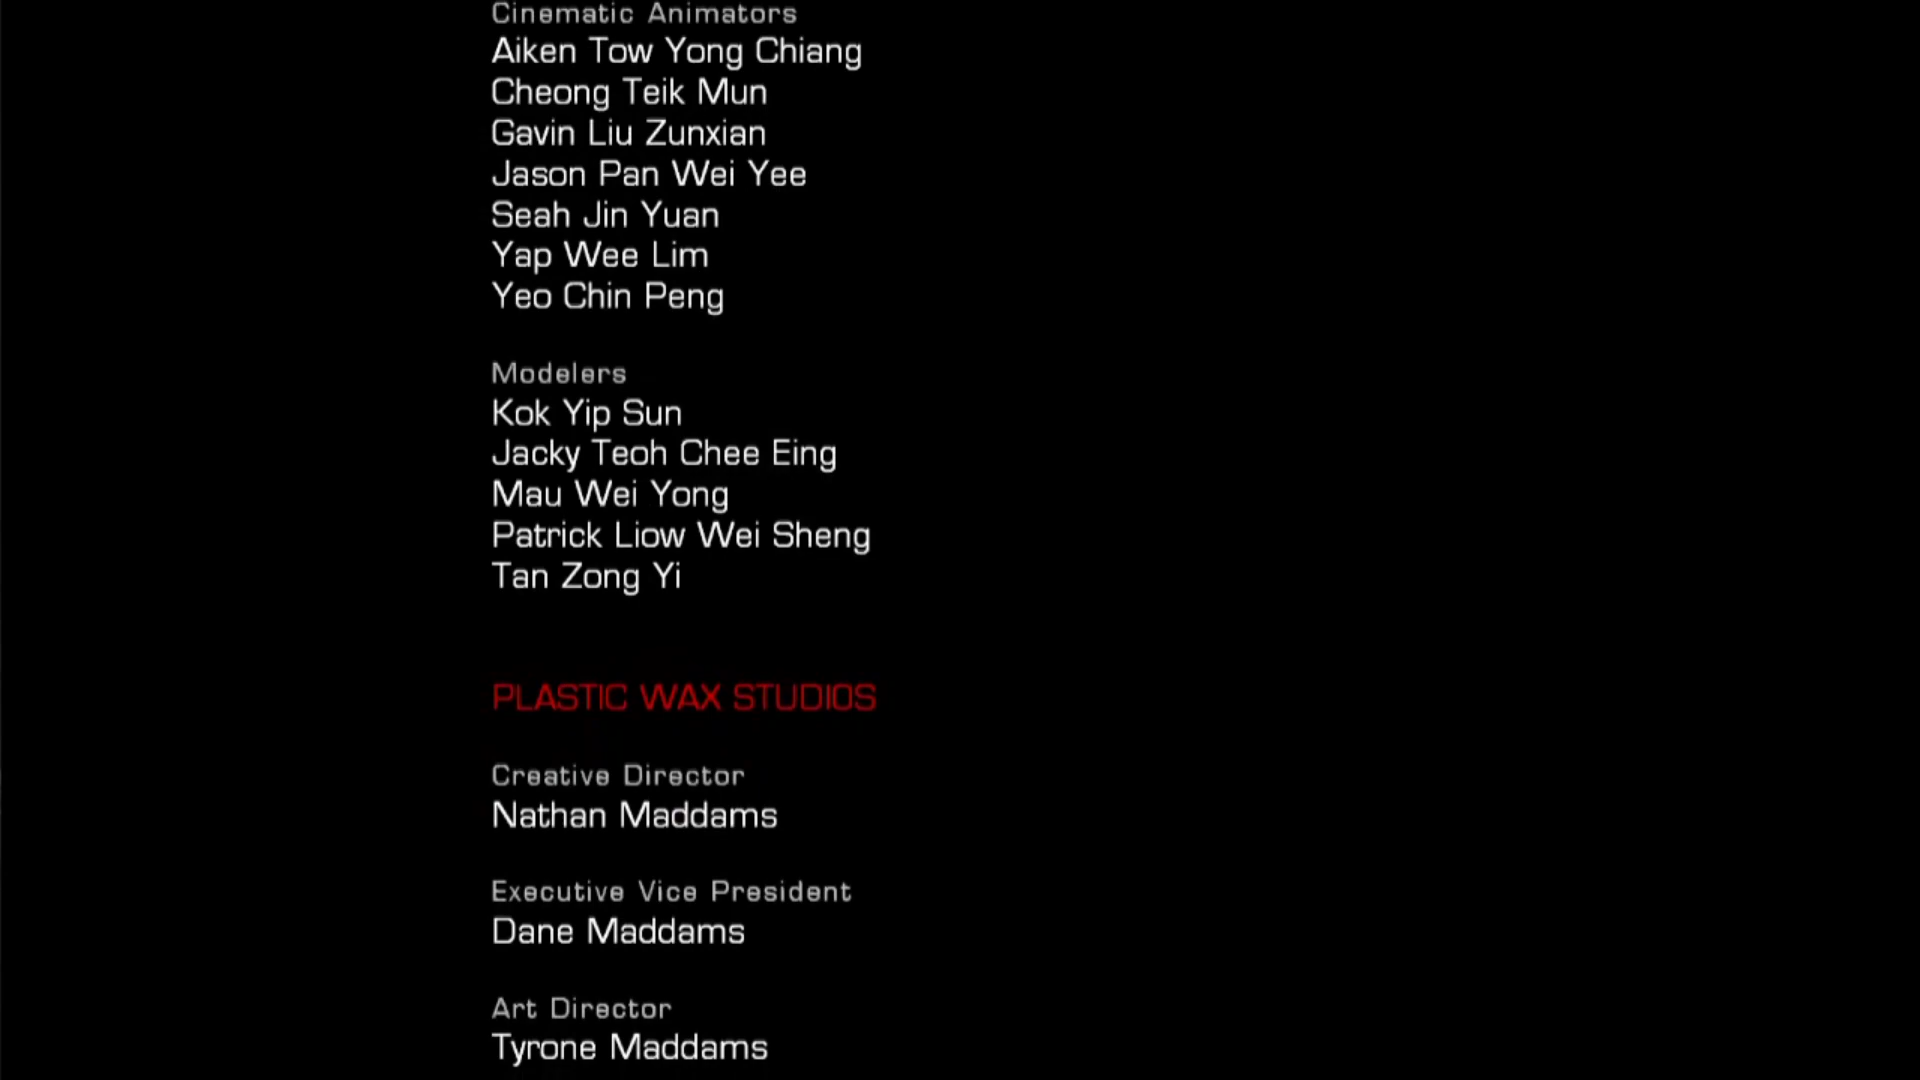 Cinematic Animators
Aiken Tow Yong Chiang
Cheong Teik Mun
Gavin Liu Zunxian
Jason Pan Wei Yee
Seah Jin Yuan
Yap Wee Lim
Yeo Chin Peng
Modelers
Kok Yip Sun
Jacky Teoh Chee Eing
Mau Wei Yong
Patrick Liow Wei Sheng
Tan Zong Yi
PLASTIC WAX STUDIOS
Creative Director
Nathan Maddams
Executive Vice President
Dane Maddams
Art Director
Tyrone Maddams